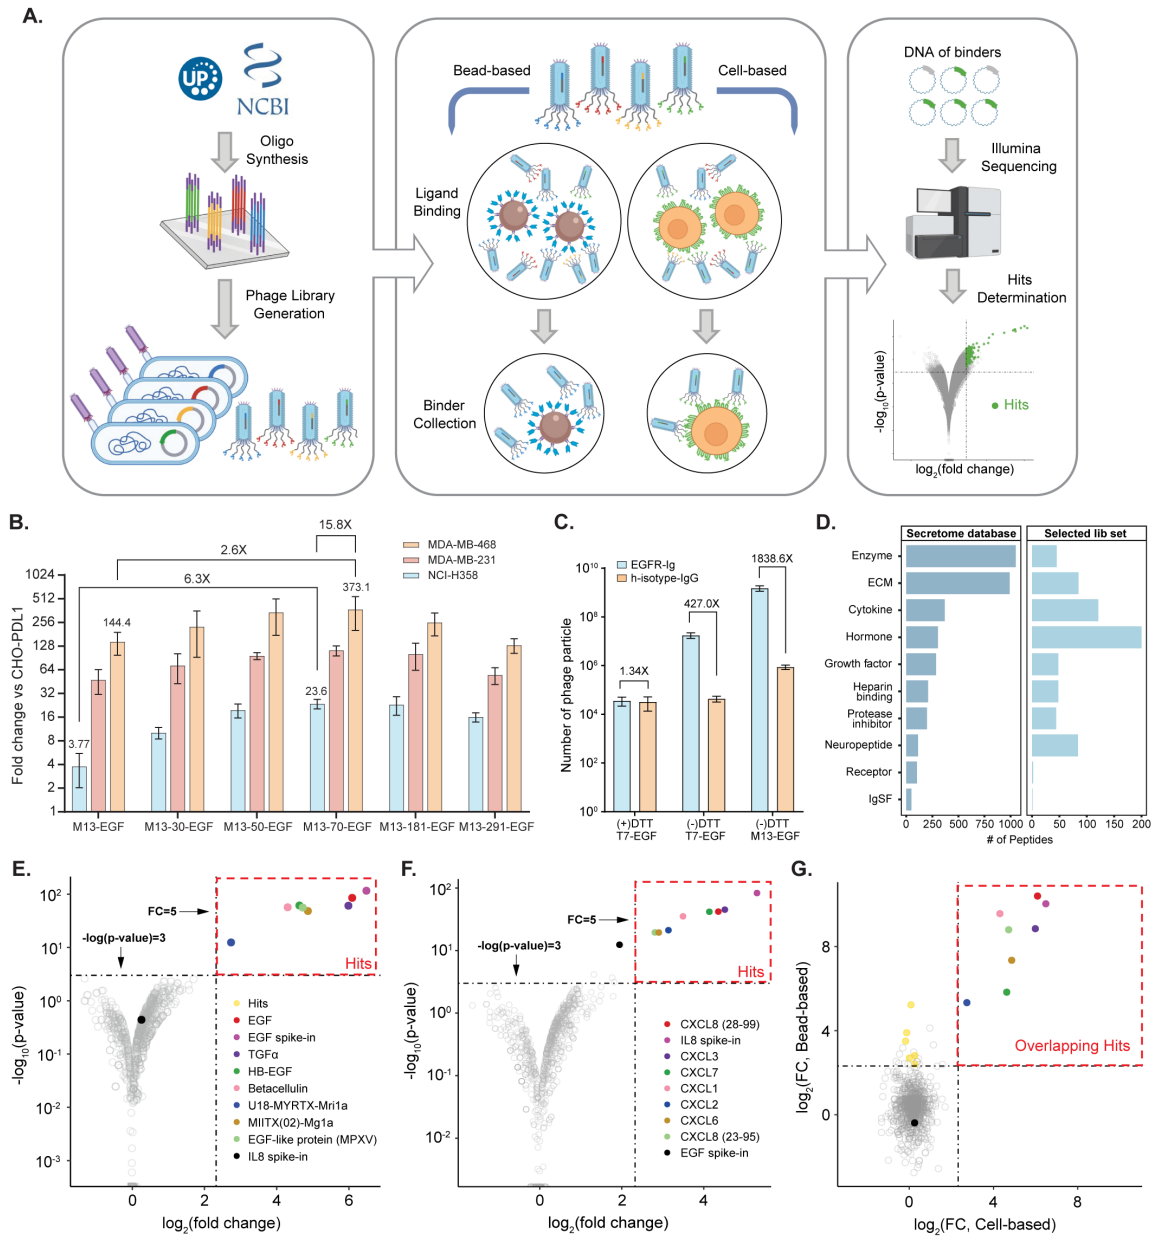 A.
UP
NCBI
Oligo
Synthesis
Phage Library
Generation
Bead-based
Cell-based
Ligand
Binding
Binder
Collection
DNA of binders
Illumina
Sequencing
Hits
Determination
-log10(p-value)
Hits
log2(fold change)
B.
15.8X
2.6X
6.3X
MDA-MB-468
MDA-MB-231
NCI-H358
Fold change vs CHO-PDL1
1024
512
256
128
64
32
16
8
4
2
1
3.77
144.4
23.6
373.1
M13-EGF
M13-30-EGF
M13-50-EGF
M13-70-EGF
M13-181-EGF
M13-291-EGF
C.
1838.6X
427.0X
1.34X
EGFR-Ig
h-isotype-IgG
Number of phage particle
10^10
10^8
10^6
10^4
10^2
10^0
(+)DTT
T7-EGF
(-)DTT
T7-EGF
(-)DTT
M13-EGF
D.
Secretome database
Selected lib set
Enzyme
ECM
Cytokine
Hormone
Growth factor
Heparin
binding
Protease
inhibitor
Neuropeptide
Receptor
IgSF
0 250 500 750 1000
0 50 100 150 200
# of Peptides
E.
-log10(p-value)
10^2
10^1
10^0
10^-1
10^-2
10^-3
FC=5
-log(p-value)=3
Hits
Hits
EGF
EGF spike-in
TGFα
HB-EGF
Betacellulin
U18-MYRTX-Mri1a
MIITX(02)-Mg1a
EGF-like protein (MPXV)
IL8 spike-in
0 2 4 6
log2(fold change)
F.
-log10(p-value)
10^2
10^1
10^0
10^-1
10^-2
FC=5
-log(p-value)=3
Hits
CXCL8 (28-99)
IL8 spike-in
CXCL3
CXCL7
CXCL1
CXCL2
CXCL6
CXCL8 (23-95)
EGF spike-in
0 2 4
log2(fold change)
G.
log2(FC, Bead-based)
8
4
0
Overlapping Hits
0 4 8
log2(FC, Cell-based)